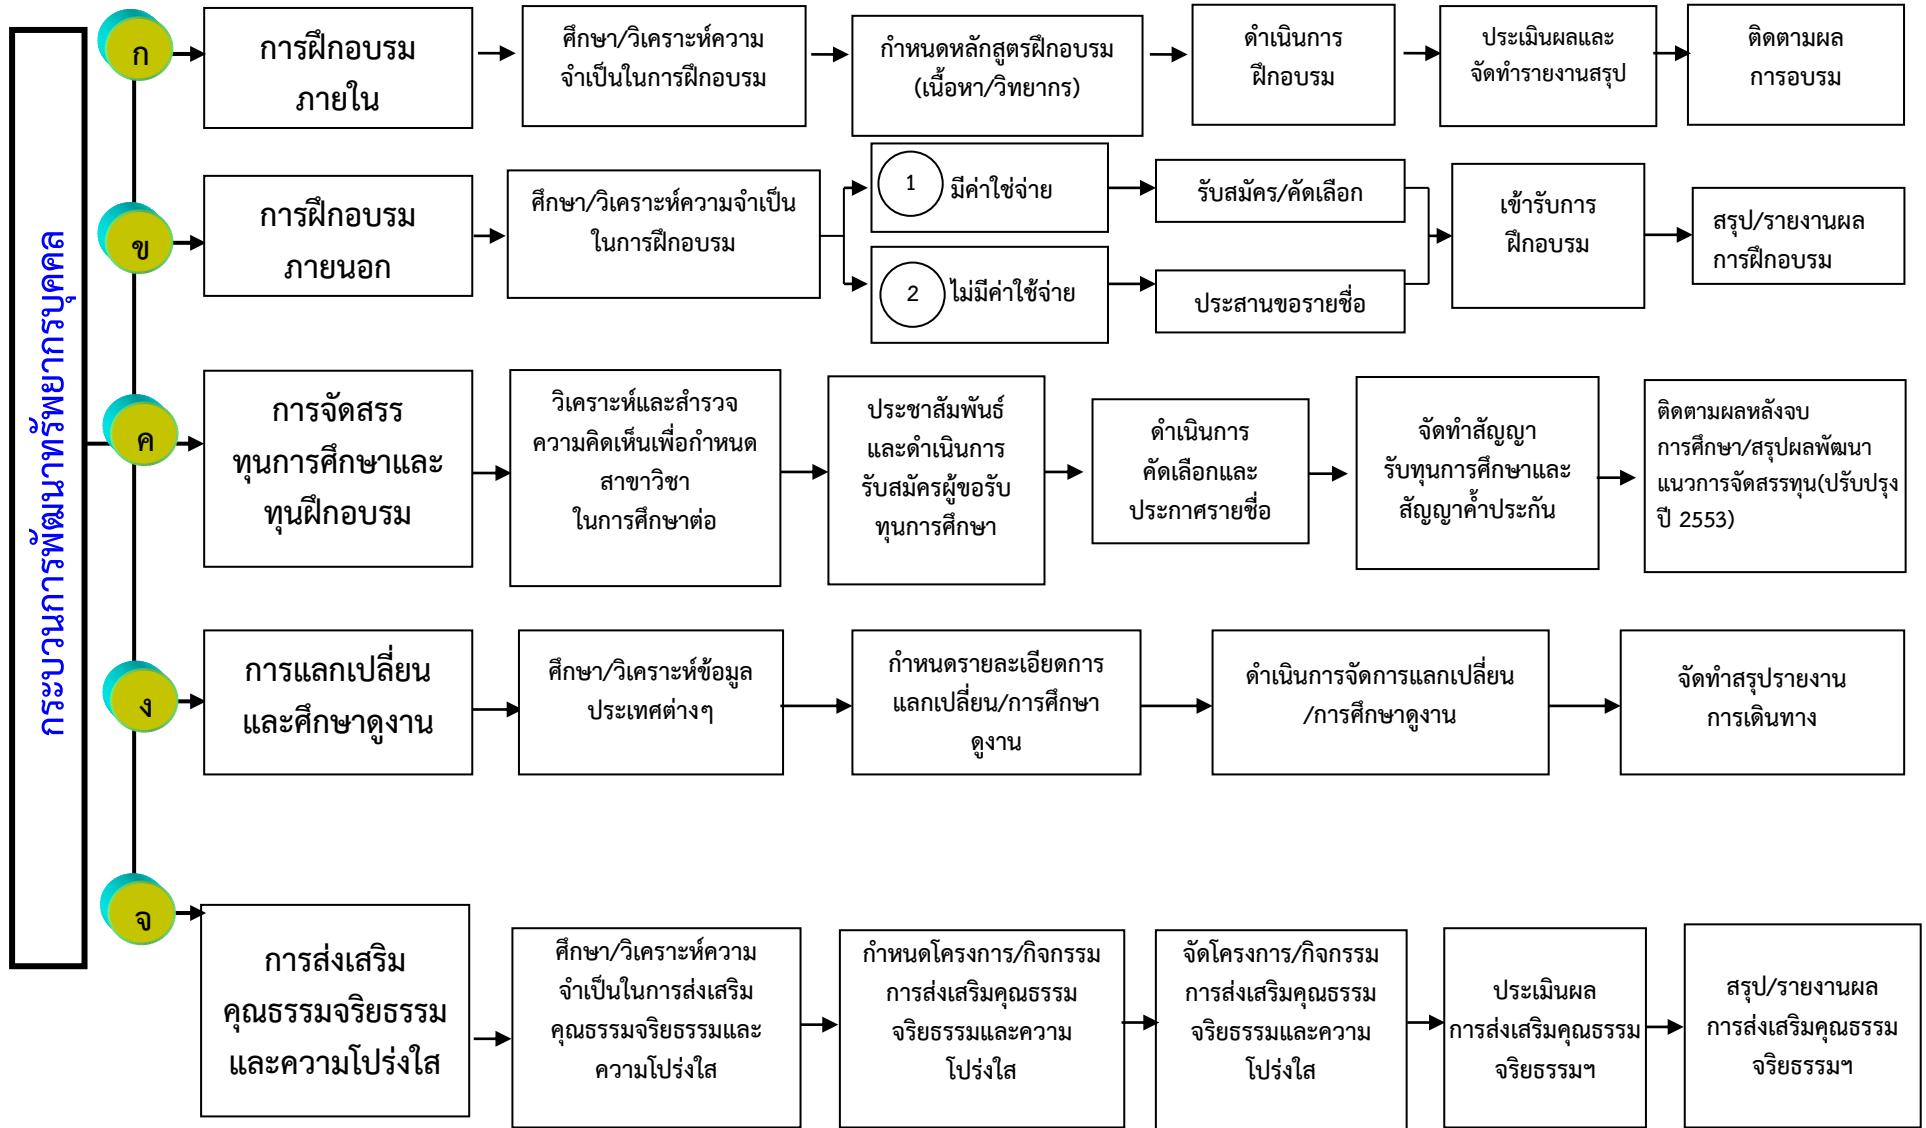 กระบวนการพัฒนาทรัพยากรบุคคล
ก
การฝึกอบรม
ภายใน
ศึกษา/วิเคราะห์ความ
จำเป็นในการฝึกอบรม
กำหนดหลักสูตรฝึกอบรม
(เนื้อหา/วิทยากร)
ดำเนินการ
ฝึกอบรม
ประเมินผลและ
จัดทำรายงานสรุป
ติดตามผล
การอบรม
ข
การฝึกอบรม
ภายนอก
ศึกษา/วิเคราะห์ความจำเป็น
ในการฝึกอบรม
1 มีค่าใช่จ่าย
รับสมัคร/คัดเลือก
2 ไม่มีค่าใช้จ่าย
ประสานขอรายชื่อ
เข้ารับการ
ฝึกอบรม
สรุป/รายงานผล
การฝึกอบรม
ค
การจัดสรร
ทุนการศึกษาและ
ทุนฝึกอบรม
วิเคราะห์และสำรวจ
ความคิดเห็นเพื่อกำหนด
สาขาวิชา
ในการศึกษาต่อ
ประชาสัมพันธ์
และดำเนินการ
รับสมัครผู้ขอรับ
ทุนการศึกษา
ดำเนินการ
คัดเลือกและ
ประกาศรายชื่อ
จัดทำสัญญา
รับทุนการศึกษาและ
สัญญาค้ำประกัน
ติดตามผลหลังจบ
การศึกษา/สรุปผลพัฒนา
แนวการจัดสรรทุน(ปรับปรุง
ปี 2553)
ง
การแลกเปลี่ยน
และศึกษาดูงาน
ศึกษา/วิเคราะห์ข้อมูล
ประเทศต่างๆ
กำหนดรายละเอียดการ
แลกเปลี่ยน/การศึกษา
ดูงาน
ดำเนินการจัดการแลกเปลี่ยน
/การศึกษาดูงาน
จัดทำสรุปรายงาน
การเดินทาง
จ
การส่งเสริม
คุณธรรมจริยธรรม
และความโปร่งใส
ศึกษา/วิเคราะห์ความ
จำเป็นในการส่งเสริม
คุณธรรมจริยธรรมและ
ความโปร่งใส
กำหนดโครงการ/กิจกรรม
การส่งเสริมคุณธรรม
จริยธรรมและความ
โปร่งใส
จัดโครงการ/กิจกรรม
การส่งเสริมคุณธรรม
จริยธรรมและความ
โปร่งใส
ประเมินผล
การส่งเสริมคุณธรรม
จริยธรรมฯ
สรุป/รายงานผล
การส่งเสริมคุณธรรม
จริยธรรมฯ